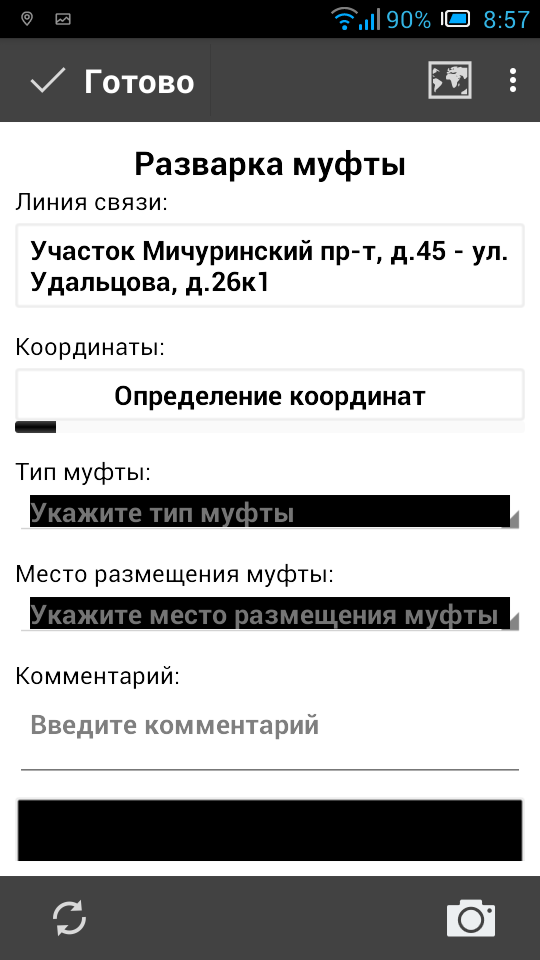 90% 8:57
Готово
Разварка муфты
Линия связи:
Участок Мичуринский пр-т, д.45 - ул.
Удальцова, д.26к1
Координаты:
Определение координат
Тип муфты:
Укажите тип муфты
Место размещения муфты:
Укажите место размещения муфты
Комментарий:
Введите комментарий